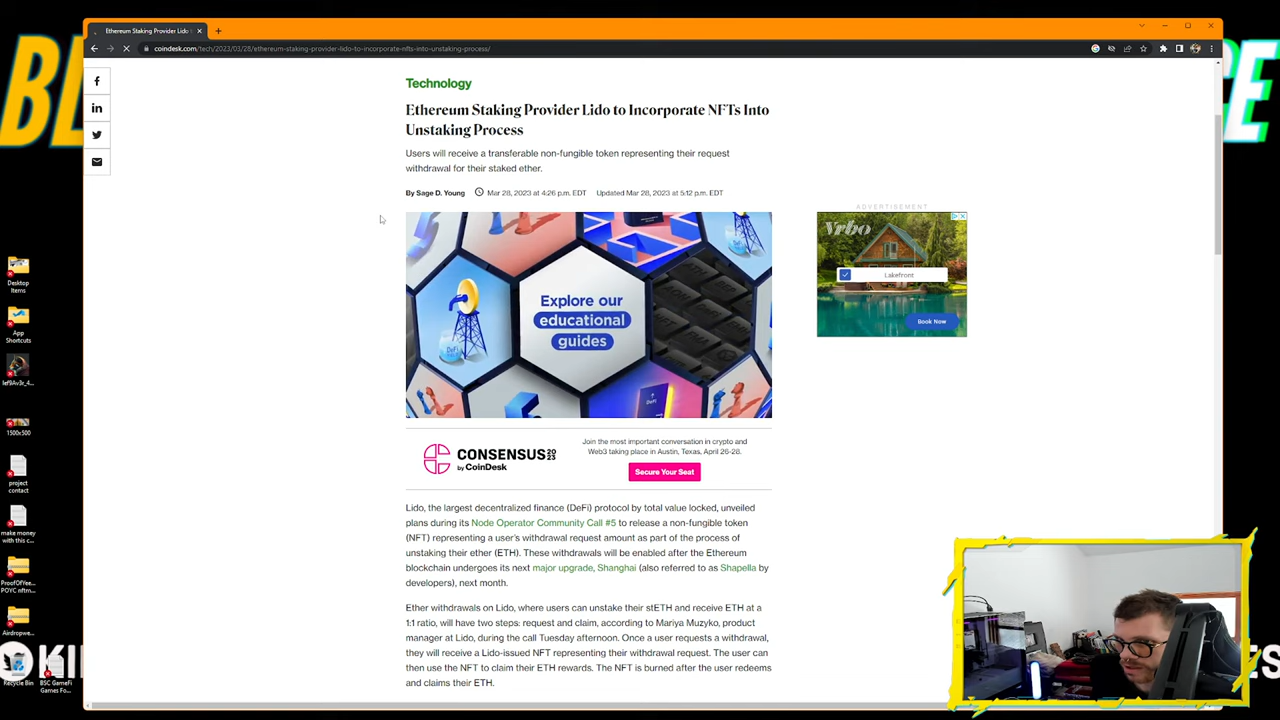 Ethereum Staking Provider Lido
coindesk.com/tech/2023/03/28/ethereum-staking-provider-lido-to-incorporate-nfts-into-unstaking-process/
Technology
Ethereum Staking Provider Lido to Incorporate NFTs Into
Unstaking Process
Users will receive a transferable non-fungible token representing their request
withdrawal for their staked ether.
By Sage D. Young Mar 28, 2023 at 4:26 p.m. EDT Updated Mar 28, 2023 at 5:12 p.m. EDT
Explore our
educational
guides
DeFi
DeFi
CONSENSUS 2023
by CoinDesk
Join the most important conversation in crypto and
Web3 taking place in Austin, Texas, April 26-28.
Secure Your Seat
Lido, the largest decentralized finance (DeFi) protocol by total value locked, unveiled
plans during its Node Operator Community Call #5 to release a non-fungible token
(NFT) representing a user's withdrawal request amount as part of the process of
unstaking their ether (ETH). These withdrawals will be enabled after the Ethereum
blockchain undergoes its next major upgrade, Shanghai (also referred to as Shapella by
developers), next month.
Ether withdrawals on Lido, where users can unstake their stETH and receive ETH at a
1:1 ratio, will have two steps: request and claim, according to Mariya Muzyko, product
manager at Lido, during the call Tuesday afternoon. Once a user requests a withdrawal,
they will receive a Lido-issued NFT representing their withdrawal request. The user can
then use the NFT to claim their ETH rewards. The NFT is burned after the user redeems
and claims their ETH.
ADVERTISEMENT
Vrbo
Lakefront
Book Now
Desktop
Items
App
Shortcuts
1500x500
project
contact
make money
with this c...
ProofOfYee...
POYC nftm...
Airdropwe...
Recycle Bin
BSC GameFi
Games Fo...